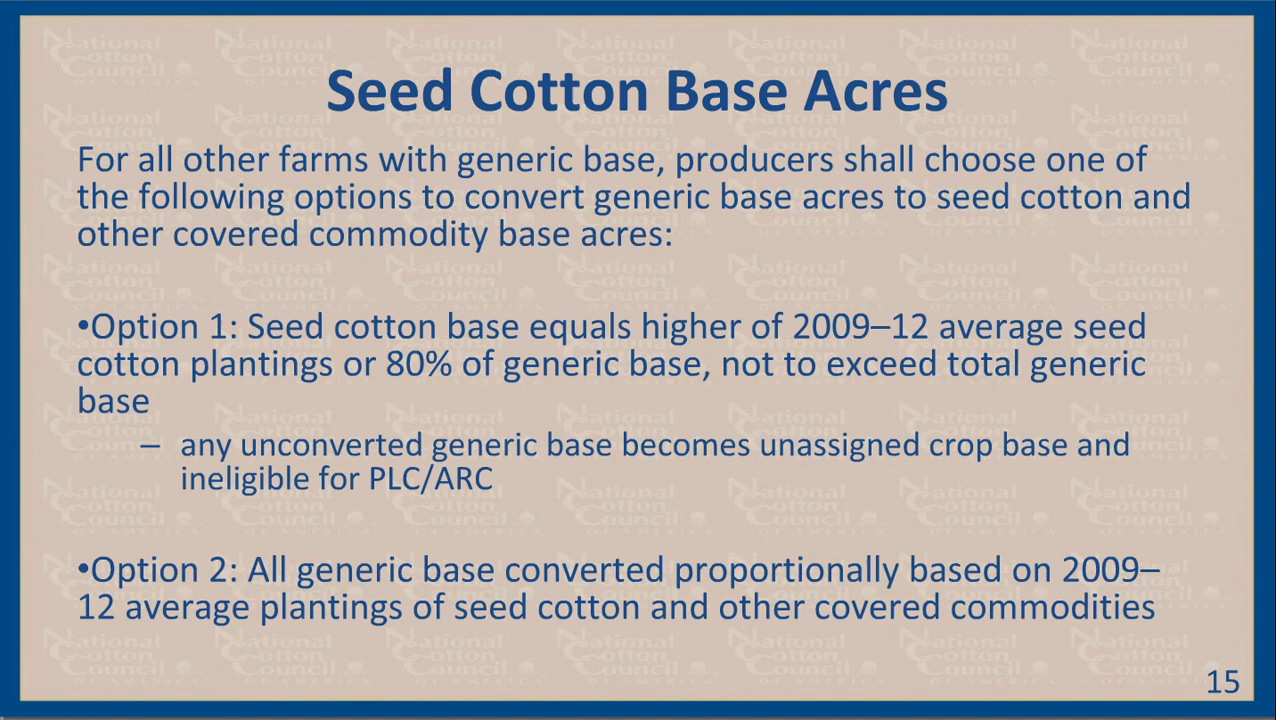 Seed Cotton Base Acres
For all other farms with generic base, producers shall choose one of
the following options to convert generic base acres to seed cotton and
other covered commodity base acres:
•Option 1: Seed cotton base equals higher of 2009–12 average seed
cotton plantings or 80% of generic base, not to exceed total generic
base
– any unconverted generic base becomes unassigned crop base and
ineligible for PLC/ARC
•Option 2: All generic base converted proportionally based on 2009–
12 average plantings of seed cotton and other covered commodities
15